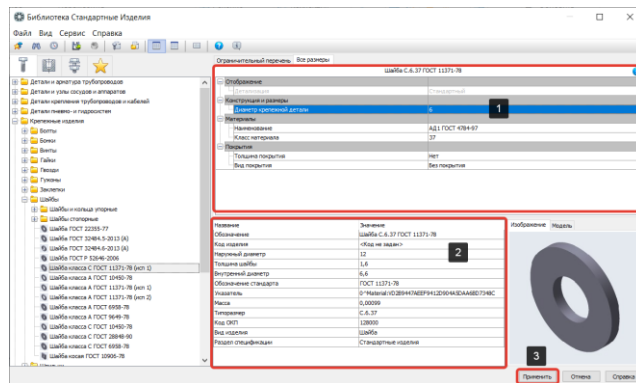 Библиотека Стандартные Изделия
Файл Вид Сервис Справка
Ограничительный перечень Все размеры
Шайба C.6.37 ГОСТ 11371-78
Детали и арматура трубопроводов
Детали и узлы сосудов и аппаратов
Детали крепления трубопроводов и кабелей
Детали пневмо- и гидросистем
Крепежные изделия
Болты
Бонки
Винты
Гайки
Гвозди
Гужоны
Заклепки
Шайбы
Шайбы и кольца упорные
Шайбы стопорные
Шайба ГОСТ 22355-77
Шайба ГОСТ 32484.5-2013 (A)
Шайба ГОСТ 32484.6-2013 (A)
Шайба ГОСТ Р 52646-2006
Шайба класса C ГОСТ 11371-78 (исп 1)
Шайба класса A ГОСТ 10450-78
Шайба класса A ГОСТ 11371-78 (исп 1)
Шайба класса A ГОСТ 11371-78 (исп 2)
Шайба класса A ГОСТ 6958-78
Шайба класса A ГОСТ 9649-78
Шайба класса C ГОСТ 10450-78
Шайба класса C ГОСТ 28848-90
Шайба класса C ГОСТ 6958-78
Шайба косая ГОСТ 10906-78
Отображение
Детализация Стандартный
Конструкция и размеры
Диаметр крепежной детали 6
1
Материалы
Наименование АД1 ГОСТ 4784-97
Класс материала 37
Покрытие
Толщина покрытия Нет
Вид покрытия Без покрытия
Название Значение
Обозначение Шайба C.6.37 ГОСТ 11371-78
Код изделия <Код не задан>
Наружный диаметр 12
Толщина шайбы 1,6
Внутренний диаметр 6,6
Обозначение стандарта ГОСТ 11371-78
Указатель
Масса 0,00099
Типоразмер C.6.37
Код ОКП 128000
Вид изделия Шайба
Раздел спецификации Стандартные изделия
2
Изображение Модель
3
Применить Отмена Справка